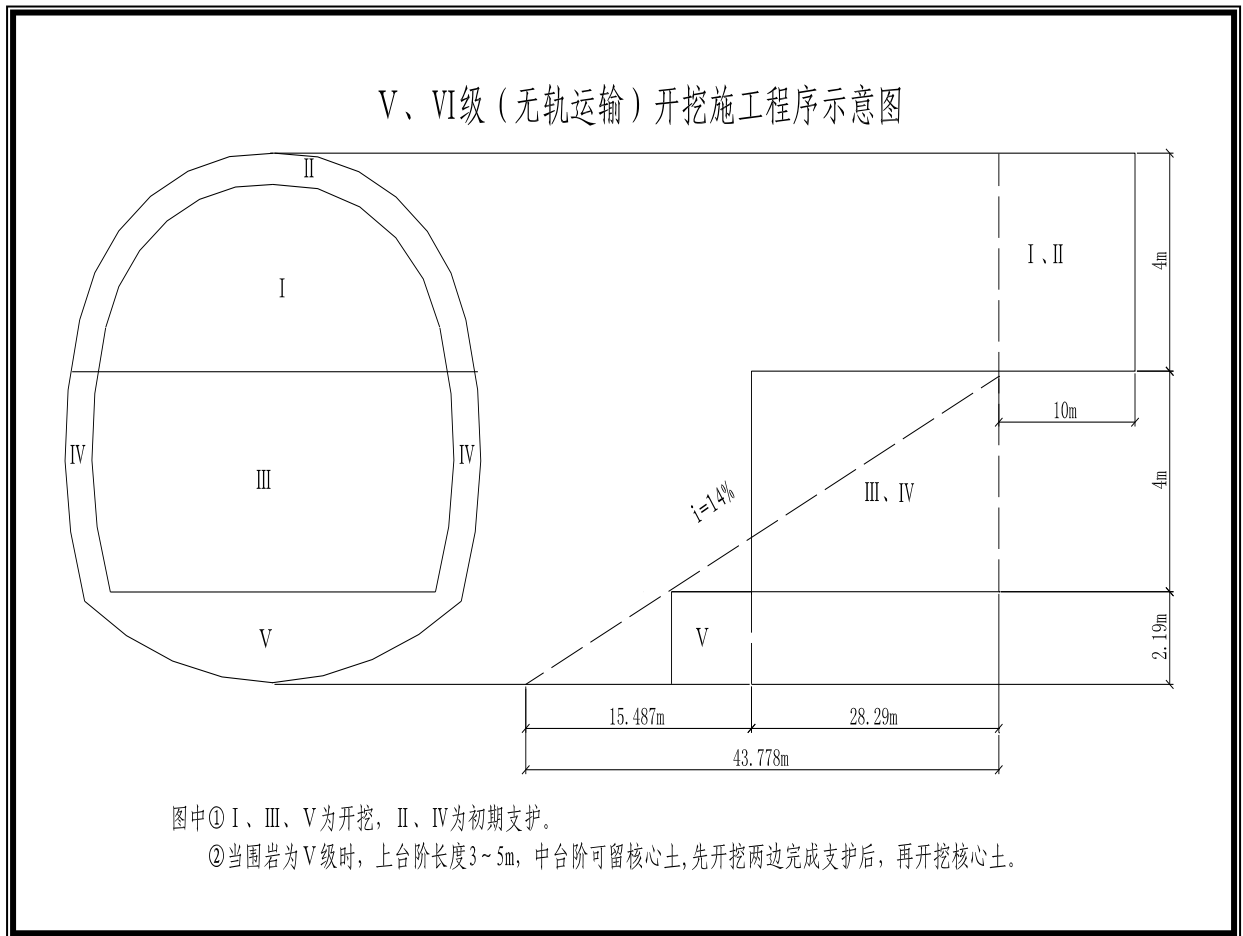 Ⅴ、Ⅵ级（无轨运输）开挖施工程序示意图
Ⅱ
Ⅰ
Ⅰ、Ⅱ
4m
10m
Ⅳ
Ⅲ
Ⅳ
i=14%
Ⅲ、Ⅳ
4m
Ⅴ
Ⅴ
2.19m
15.487m
28.29m
43.778m
图中①Ⅰ、Ⅲ、Ⅴ为开挖，Ⅱ、Ⅳ为初期支护。
②当围岩为Ⅴ级时，上台阶长度3~5m，中台阶可留核心土,先开挖两边完成支护后，再开挖核心土。